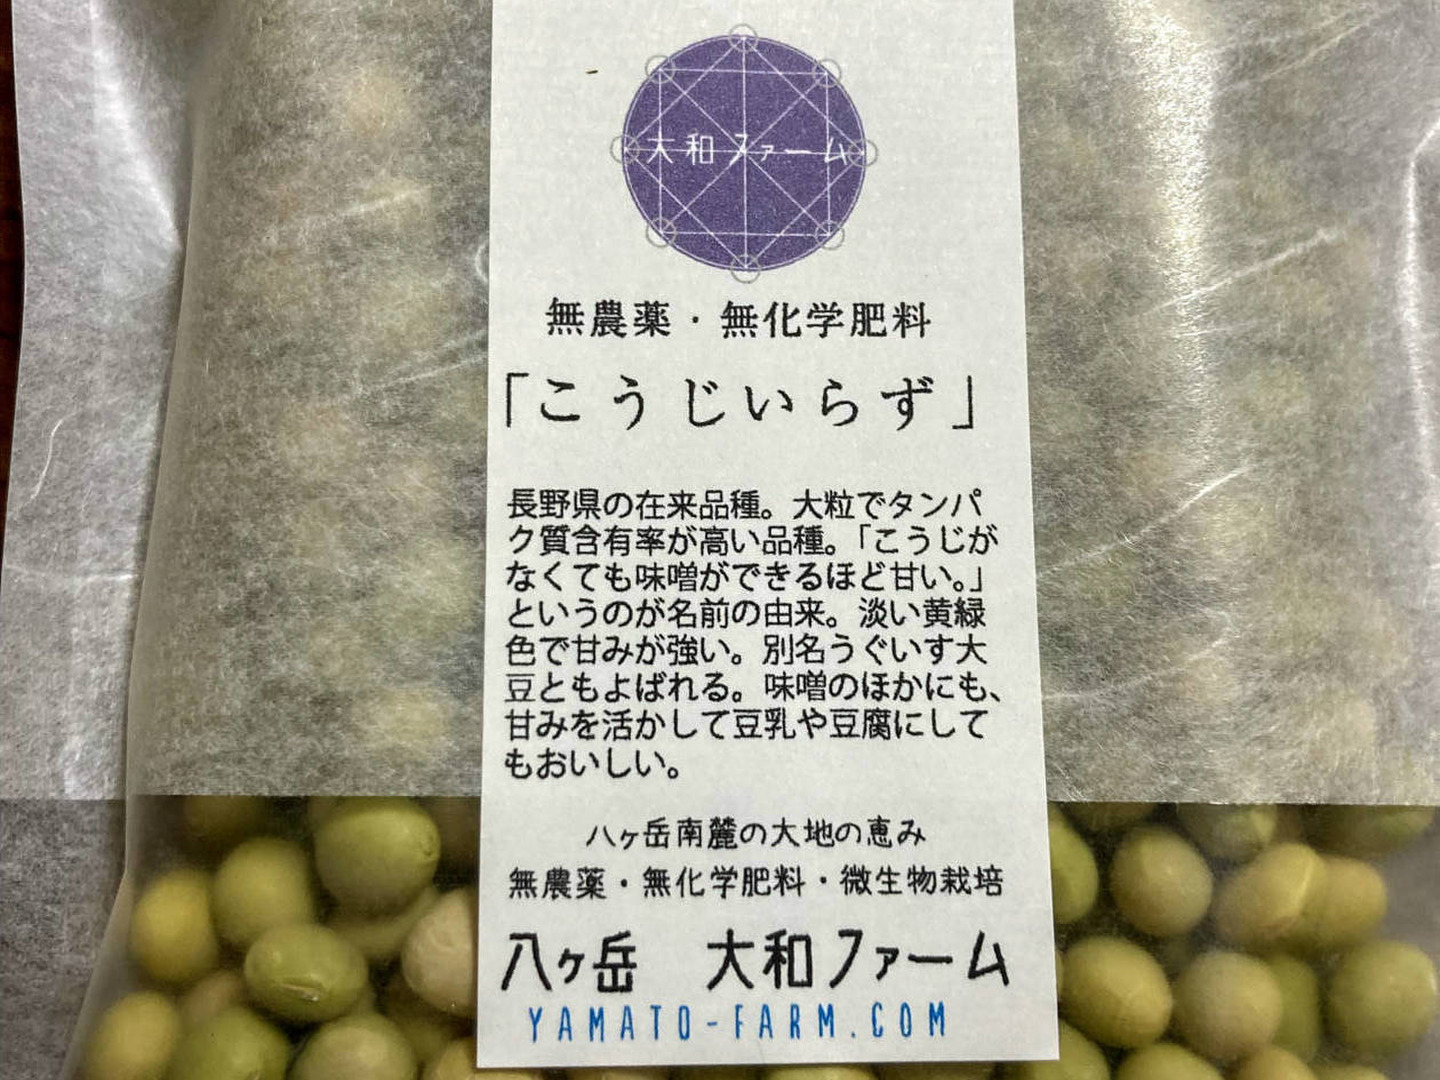 大和ファーム
無農薬・無化学肥料
「こうじいらず」
長野県の在来品種。大粒でタンパ
ク質含有率が高い品種。「こうじが
なくても味噌ができるほど甘い。」
というのが名前の由来。淡い黄緑
色で甘みが強い。別名うぐいす大
豆ともよばれる。味噌のほかにも、
甘みを活かして豆乳や豆腐にして
もおいしい。
八ヶ岳南麓の大地の恵み
無農薬・無化学肥料・微生物栽培
八ヶ岳　大和ファーム
YAMATO-FARM.COM